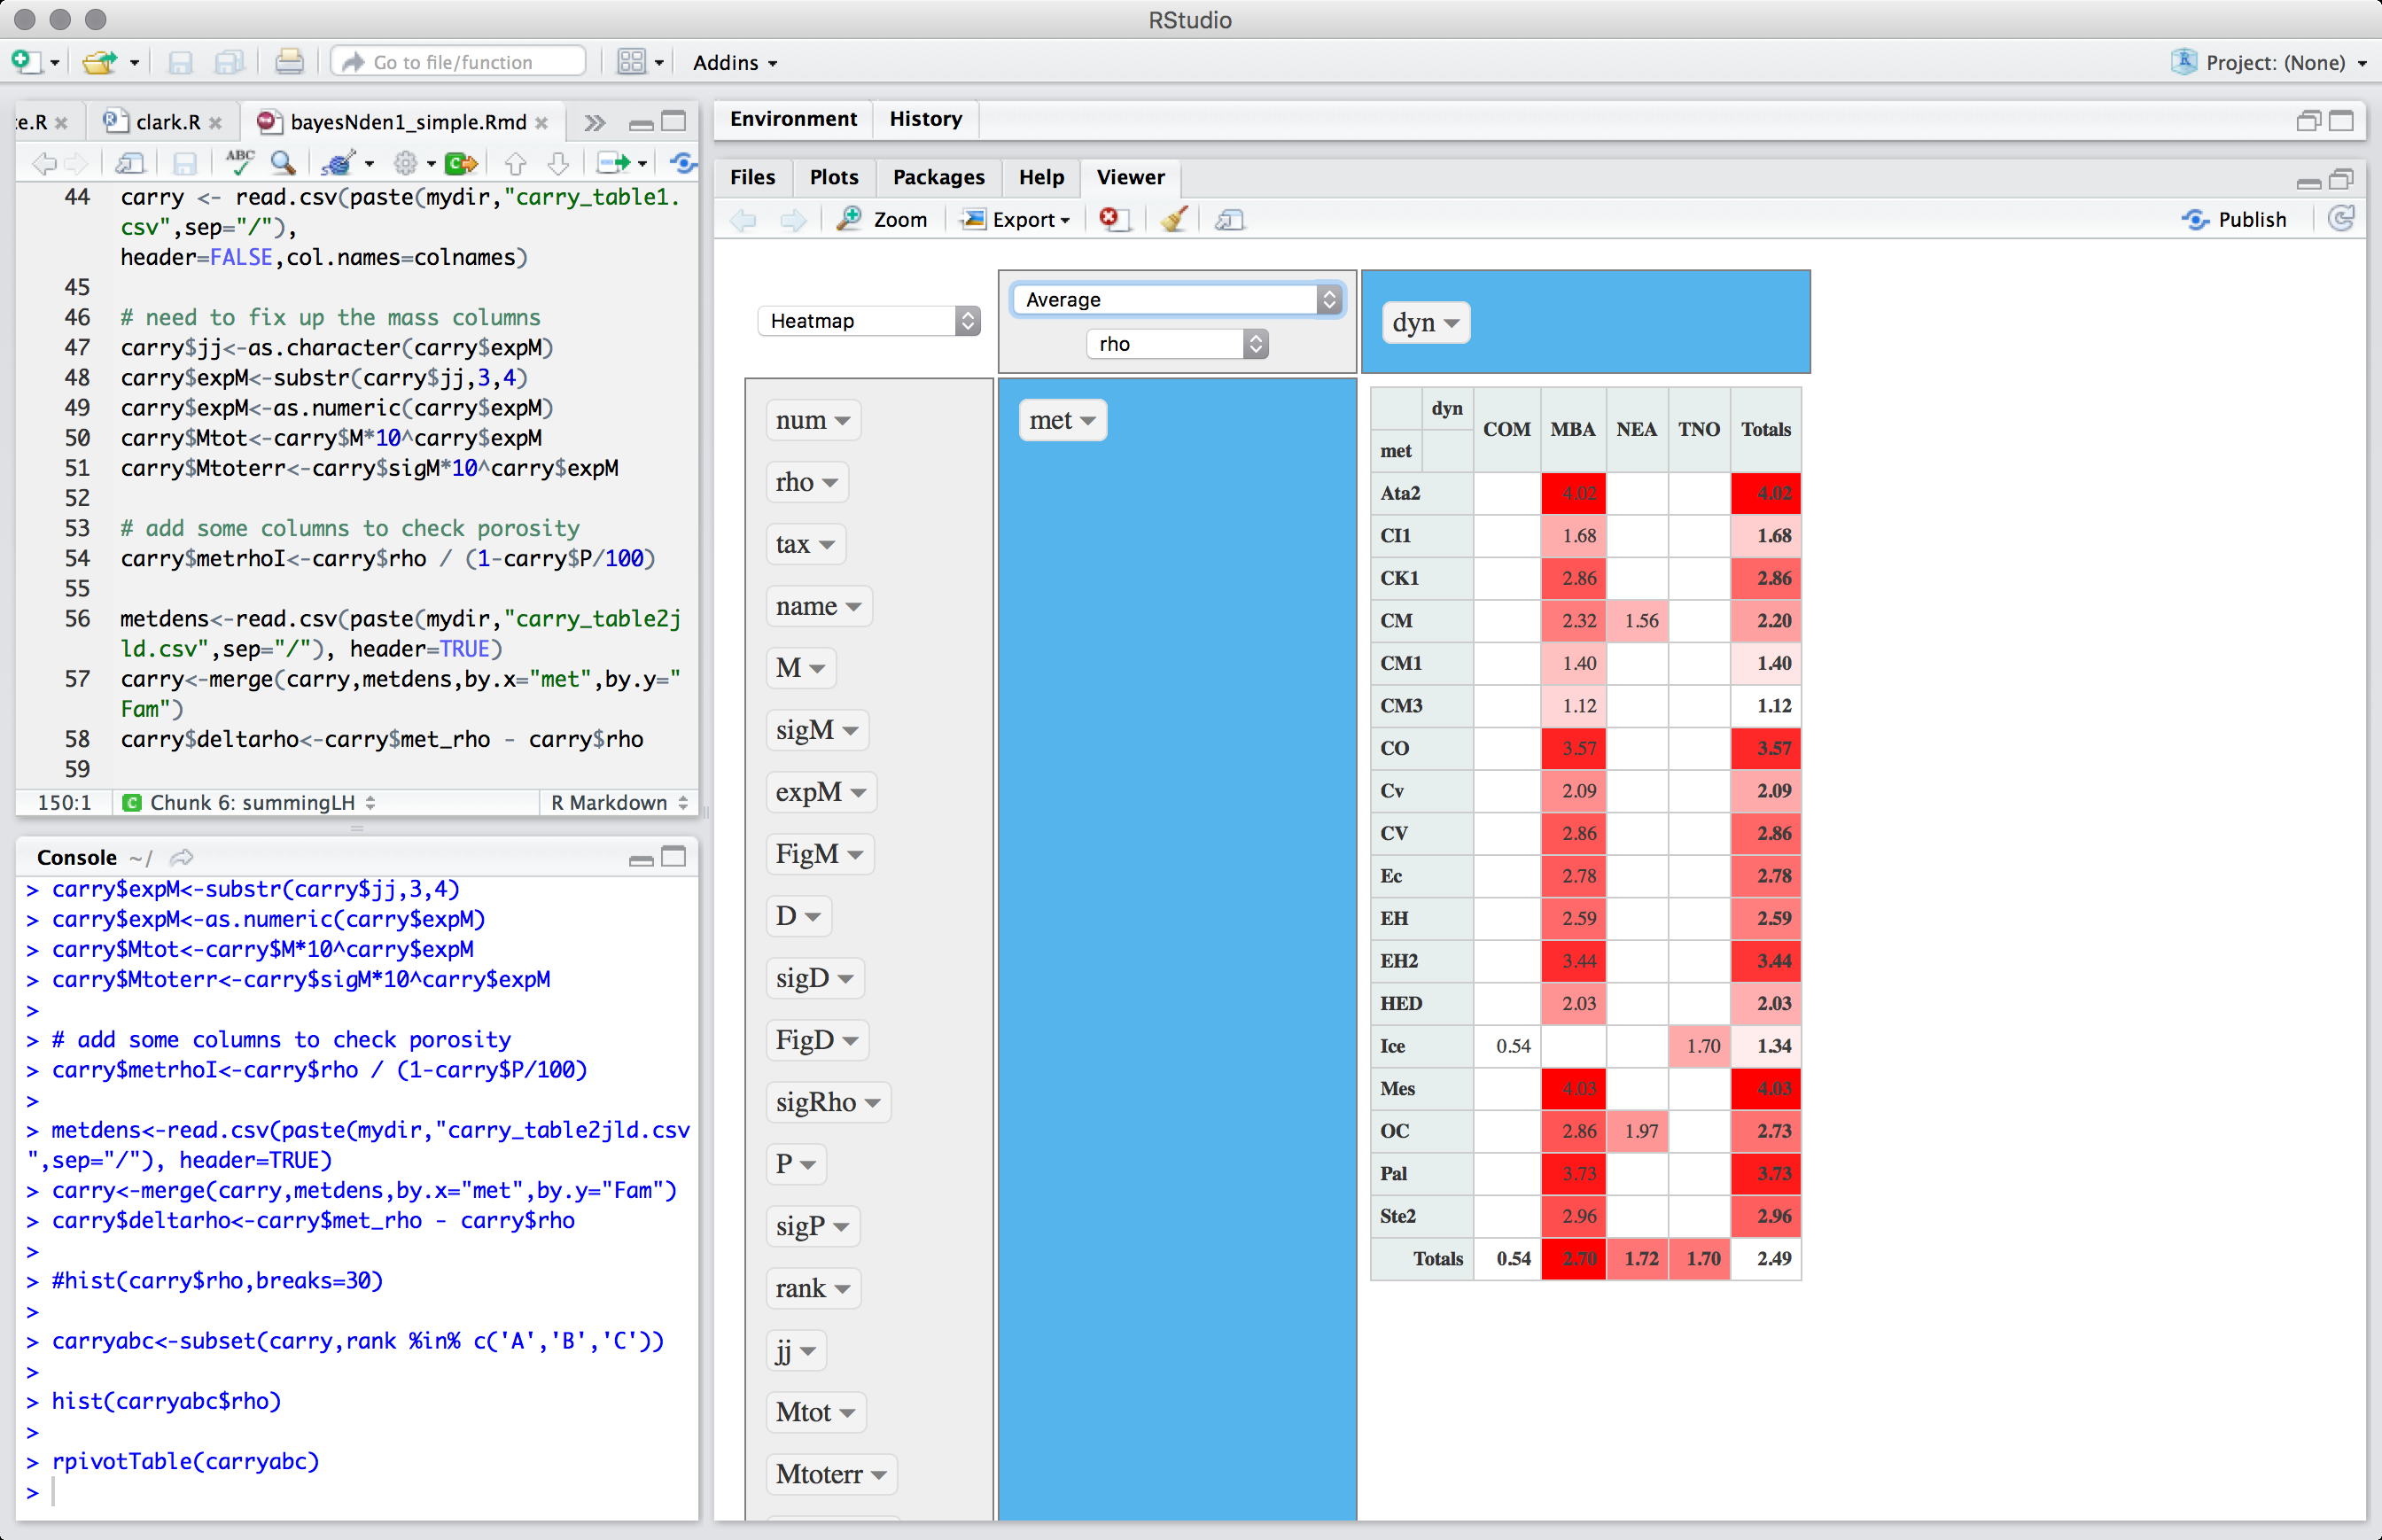 RStudio
Go to file/function
Addins
Project: (None)
te.R
clark.R
bayesNden1_simple.Rmd
ABC
44 carry <- read.csv(paste(mydir,"carry_table1.
csv",sep="/"),
header=FALSE,col.names=colnames)
45
46 # need to fix up the mass columns
47 carry$jj<-as.character(carry$expM)
48 carry$expM<-substr(carry$jj,3,4)
49 carry$expM<-as.numeric(carry$expM)
50 carry$Mtot<-carry$M*10^carry$expM
51 carry$Mtoterr<-carry$sigM*10^carry$expM
52
53 # add some columns to check porosity
54 carry$metrhoI<-carry$rho / (1-carry$P/100)
55
56 metdens<-read.csv(paste(mydir,"carry_table2j
ld.csv",sep="/"), header=TRUE)
57 carry<-merge(carry,metdens,by.x="met",by.y="
Fam")
58 carry$deltarho<-carry$met_rho - carry$rho
59
150:1 C Chunk 6: summingLH R Markdown
Console ~/
> carry$expM<-substr(carry$jj,3,4)
> carry$expM<-as.numeric(carry$expM)
> carry$Mtot<-carry$M*10^carry$expM
> carry$Mtoterr<-carry$sigM*10^carry$expM
>
> # add some columns to check porosity
> carry$metrhoI<-carry$rho / (1-carry$P/100)
>
> metdens<-read.csv(paste(mydir,"carry_table2jld.csv
",sep="/"), header=TRUE)
> carry<-merge(carry,metdens,by.x="met",by.y="Fam")
> carry$deltarho<-carry$met_rho - carry$rho
>
> #hist(carry$rho,breaks=30)
>
> carryabc<-subset(carry,rank %in% c('A','B','C'))
>
> hist(carryabc$rho)
>
> rpivotTable(carryabc)
>
Environment History
Files Plots Packages Help Viewer
Zoom Export Publish
Heatmap
Average
rho
dyn
num
rho
tax
name
M
sigM
expM
FigM
D
sigD
FigD
sigRho
P
sigP
rank
jj
Mtot
Mtoterr
met
dyn COM MBA NEA TNO Totals
met
Ata2 4.02 4.02
CI1 1.68 1.68
CK1 2.86 2.86
CM 2.32 1.56 2.20
CM1 1.40 1.40
CM3 1.12 1.12
CO 3.57 3.57
Cv 2.09 2.09
CV 2.86 2.86
Ec 2.78 2.78
EH 2.59 2.59
EH2 3.44 3.44
HED 2.03 2.03
Ice 0.54 1.70 1.34
Mes 4.03 4.03
OC 2.86 1.97 2.73
Pal 3.73 3.73
Ste2 2.96 2.96
Totals 0.54 2.70 1.72 1.70 2.49